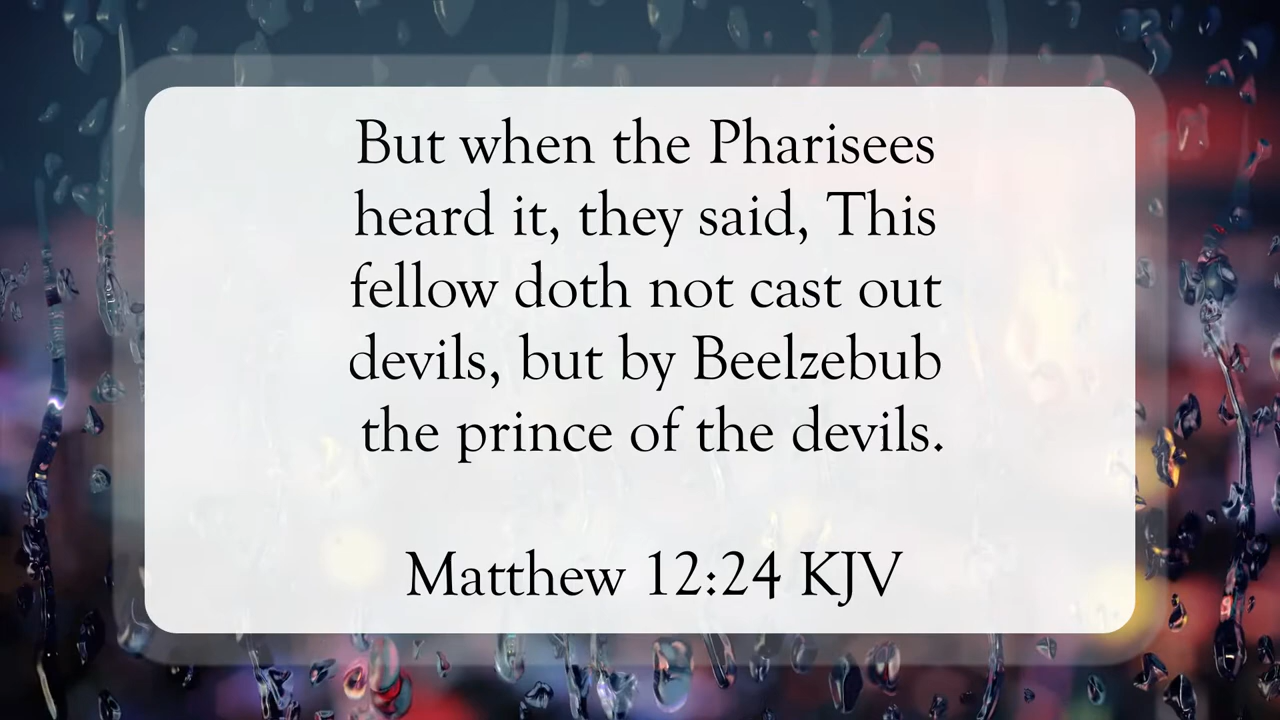 But when the Pharisees
heard it, they said, This
fellow doth not cast out
devils, but by Beelzebub
the prince of the devils.
Matthew 12:24 KJV